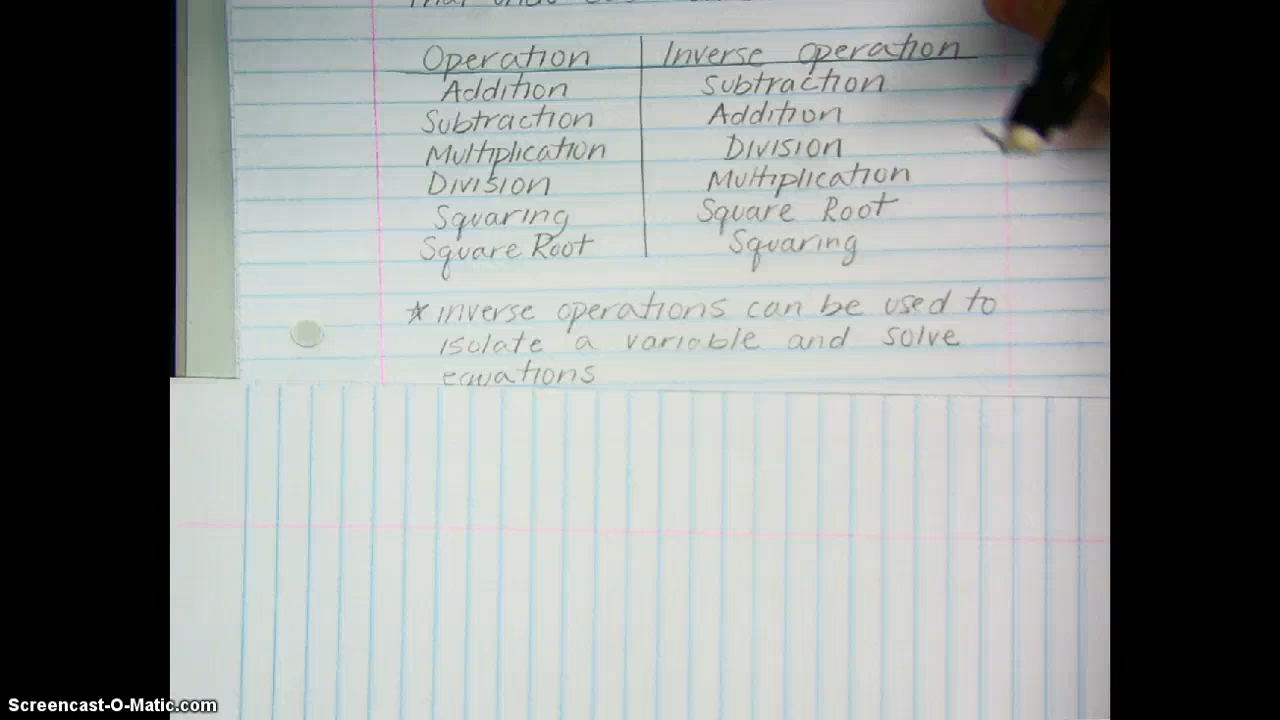 Operation Inverse operation
Addition Subtraction
Subtraction Addition
Multiplication Division
Division Multiplication
Squaring Square Root
Square Root Squaring
* inverse operations can be used to
isolate a variable and solve
equations
Screencast-O-Matic.com